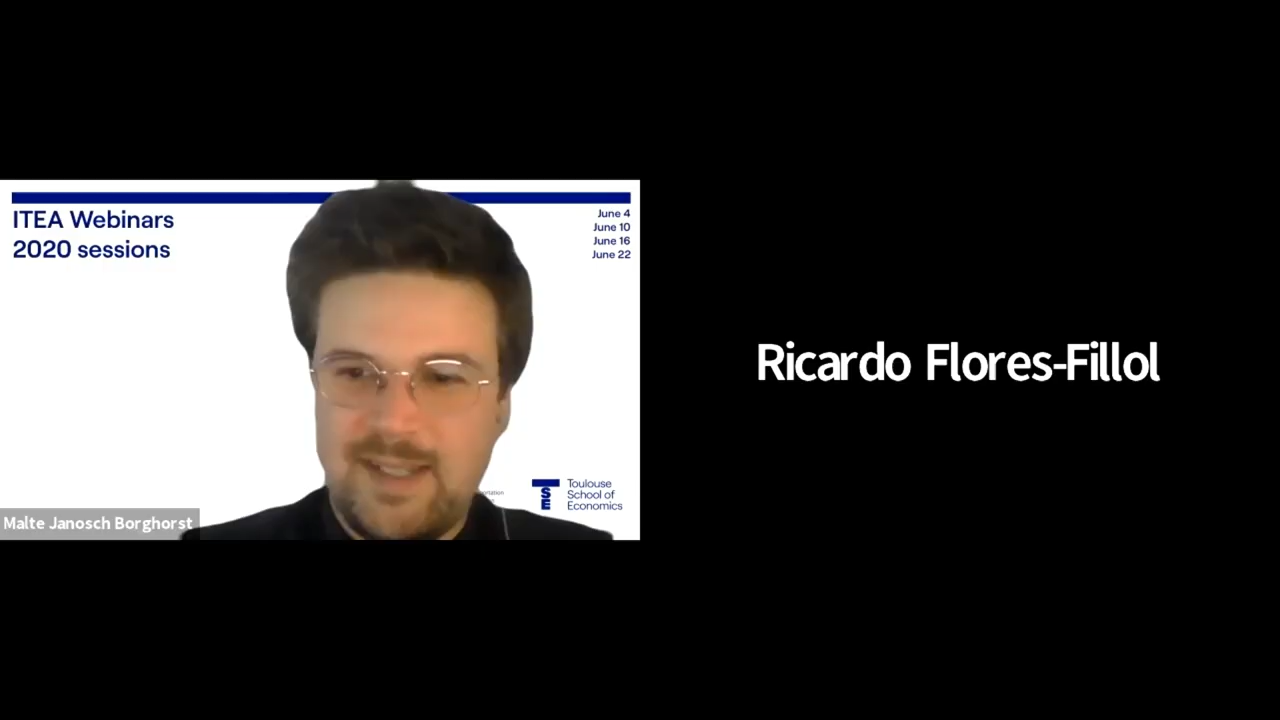 ITEA Webinars
2020 sessions
June 4
June 10
June 16
June 22
TSE
Toulouse
School of
Economics
Malte Janosch Borghorst
Ricardo Flores-Fillol